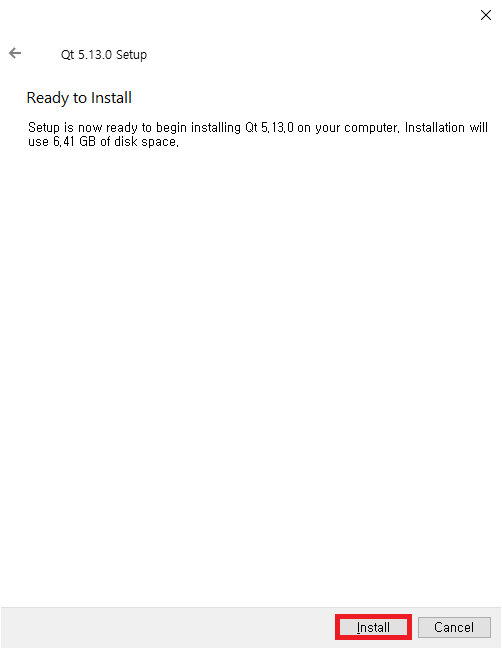 Qt 5.13.0 Setup
Ready to Install
Setup is now ready to begin installing Qt 5.13.0 on your computer. Installation will
use 6.41 GB of disk space.
Install
Cancel